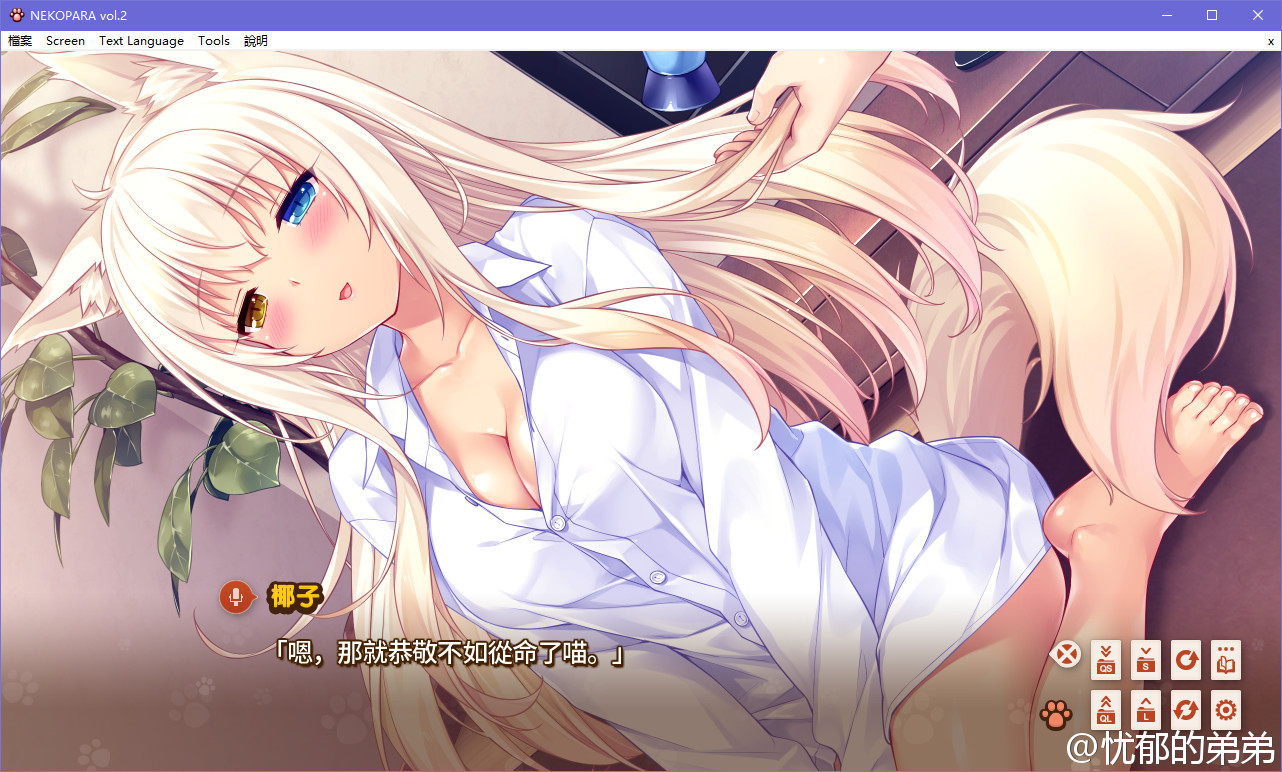 NEKOPARA vol.2
檔案 Screen Text Language Tools 說明 x
椰子
「嗯，那就恭敬不如從命了喵。」
QS S
QL L
@忧郁的弟弟